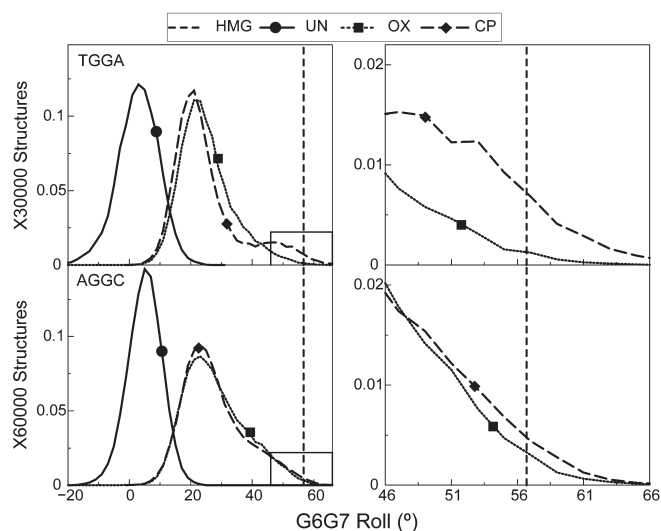 HMG UN OX CP
TGGA
X30000 Structures
0.1
0.05
0
0.02
0.01
0
AGGC
X60000 Structures
0.1
0.05
0
-20 0 20 40 60
0.02
0.01
0
46 51 56 61 66
G6G7 Roll (º)